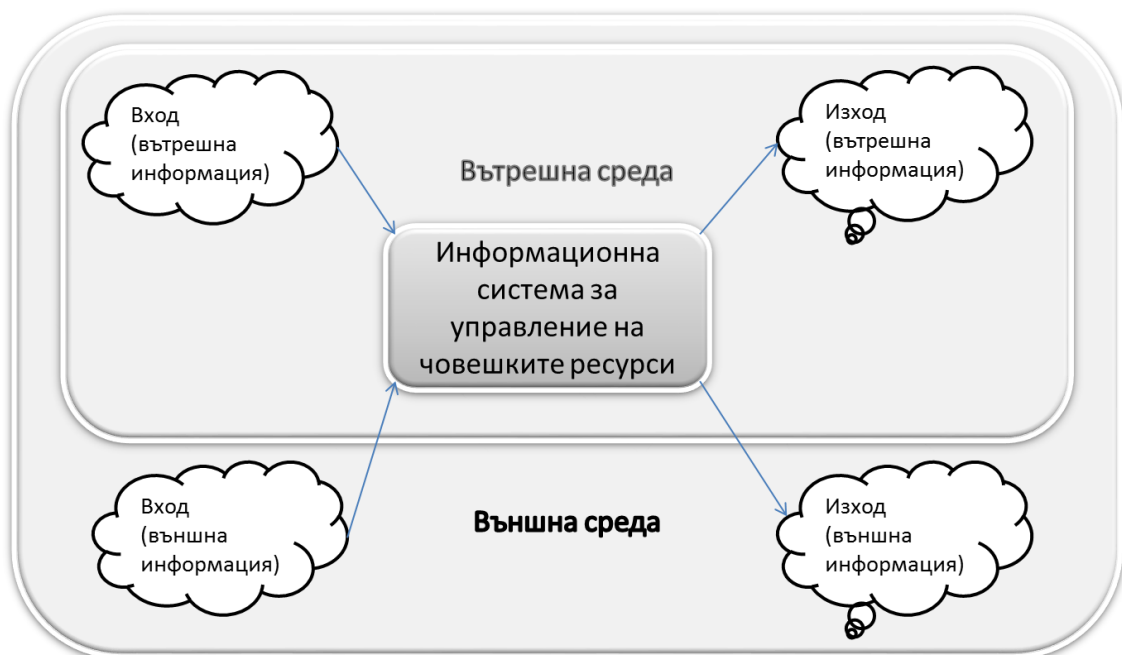 Вход
(вътрешна
информация)
Изход
(вътрешна
информация)
Вътрешна среда
Информационна
система за
управление на
човешките ресурси
Вход
(външна
информация)
Външна среда
Изход
(външна
информация)